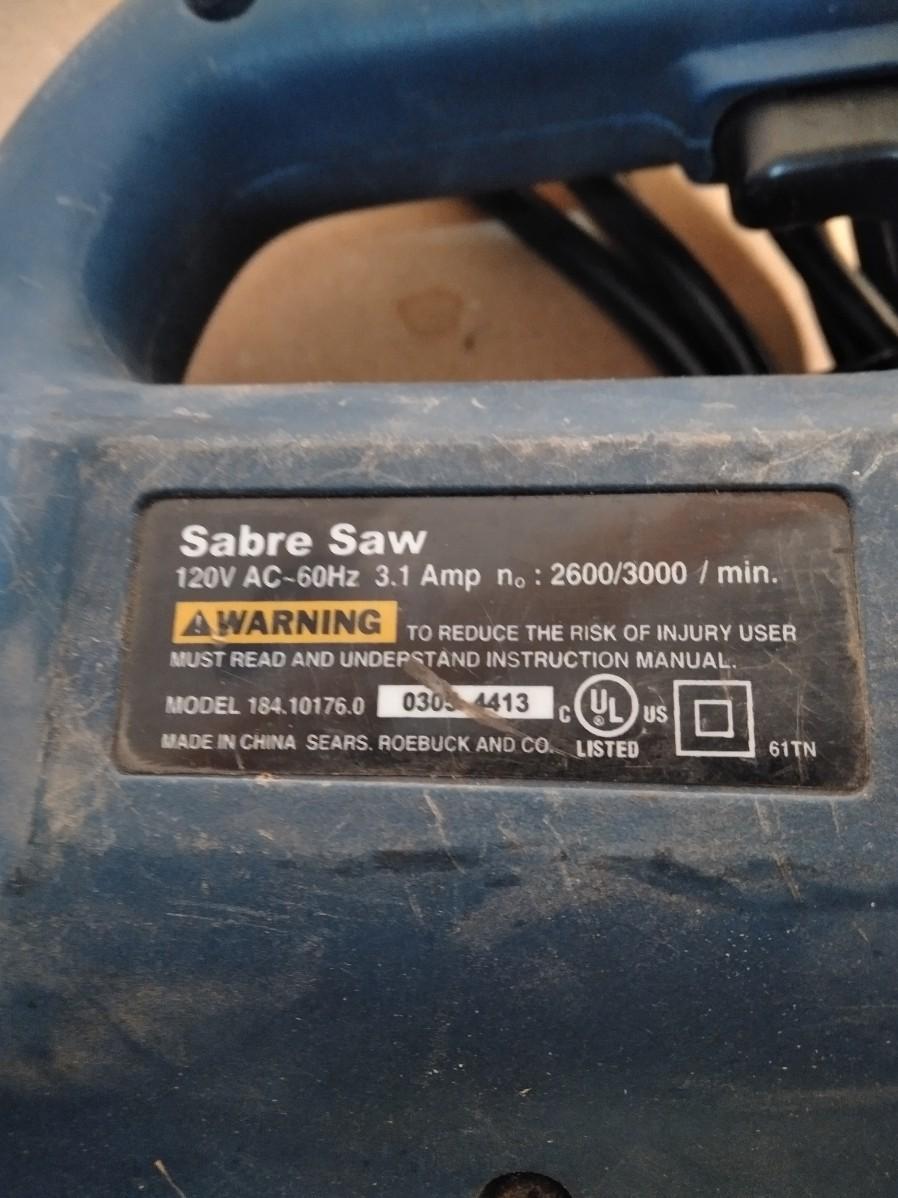 Sabre Saw
120V AC~60Hz 3.1 Amp n₀ : 2600/3000 / min.
WARNING TO REDUCE THE RISK OF INJURY USER
MUST READ AND UNDERSTAND INSTRUCTION MANUAL.
MODEL 184.10176.0 0305 4413 C UL ® US
MADE IN CHINA SEARS. ROEBUCK AND CO. LISTED 61TN